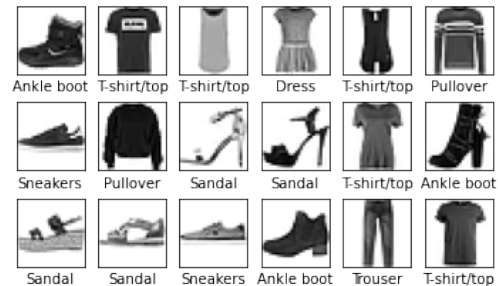 Ankle boot T-shirt/top T-shirt/top Dress T-shirt/top Pullover
Sneakers Pullover Sandal Sandal T-shirt/top Ankle boot
Sandal Sandal Sneakers Ankle boot Trouser T-shirt/top